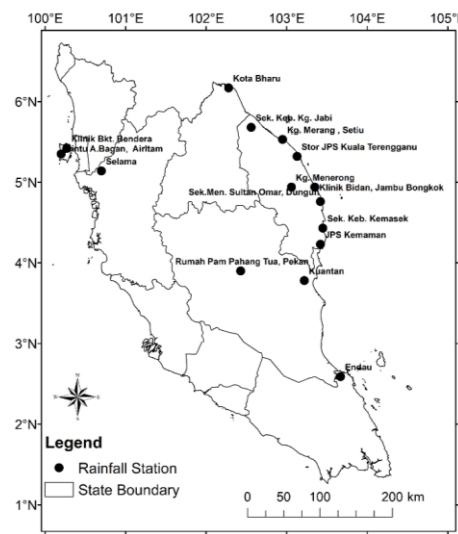 100°E 101°E 102°E 103°E 104°E 105°E
6°N
5°N
4°N
3°N
2°N
1°N
Kota Bharu
Sek. Keb. Kg. Jabi
Kg. Merang , Setiu
Stor JPS Kuala Terengganu
Klinik Bkt. Bendera
A.Bagan, Airltam
Selama
Kg. Menerong
Sek.Men. Sultan Omar, Dungun
Klinik Bidan, Jambu Bongkok
Sek. Keb. Kemasek
JPS Kemaman
Rumah Pam Pahang Tua, Pekan
Kuantan
Endau
Legend
Rainfall Station
State Boundary
0 50 100 200 km